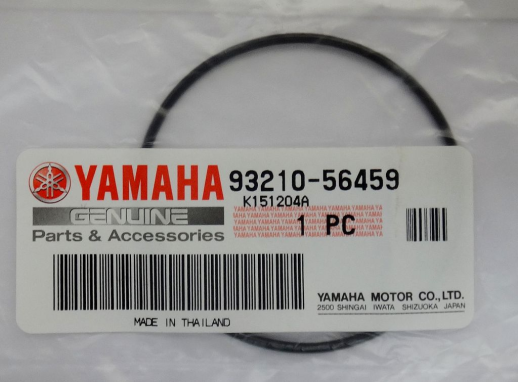 YAMAHA 93210-56459
K151204A
GENUINE
1 PC
Parts & Accessories
YAMAHA MOTOR CO.,LTD.
2500 SHINGAI IWATA SHIZUOKA JAPAN
MADE IN THAILAND